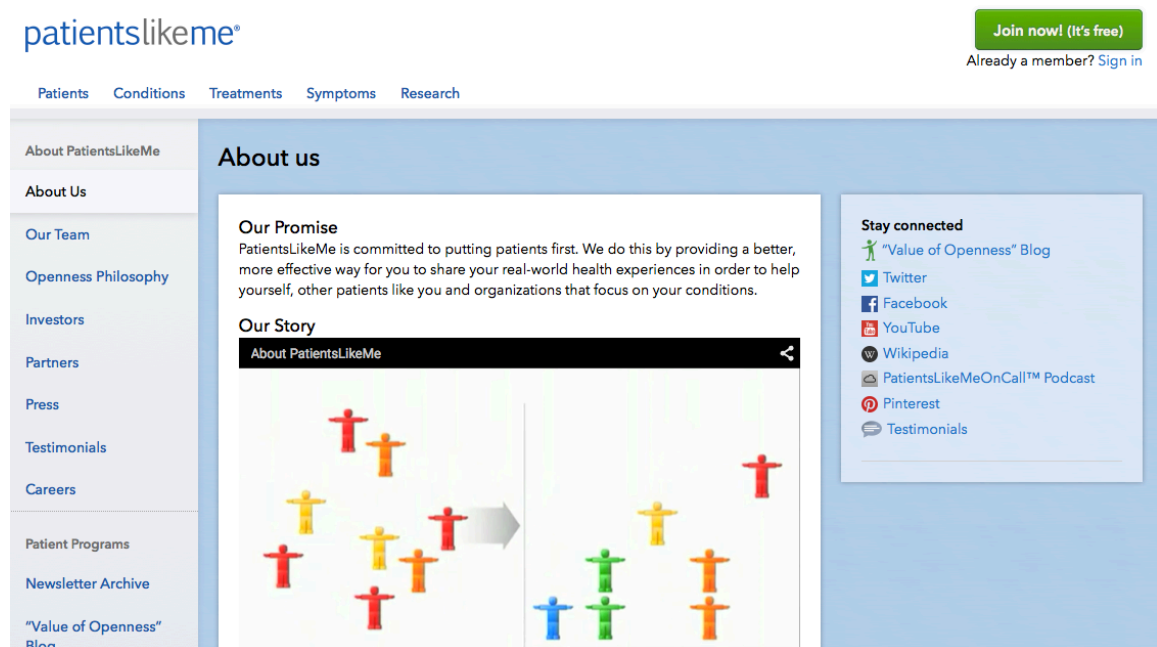 patientslikeme®
Join now! (It's free)
Already a member? Sign in
Patients Conditions Treatments Symptoms Research
About PatientsLikeMe
About Us
Our Team
Openness Philosophy
Investors
Partners
Press
Testimonials
Careers
Patient Programs
Newsletter Archive
"Value of Openness"
Blog
About us
Our Promise
PatientsLikeMe is committed to putting patients first. We do this by providing a better,
more effective way for you to share your real-world health experiences in order to help
yourself, other patients like you and organizations that focus on your conditions.
Our Story
About PatientsLikeMe
Stay connected
"Value of Openness" Blog
Twitter
Facebook
YouTube
Wikipedia
PatientsLikeMeOnCall™ Podcast
Pinterest
Testimonials